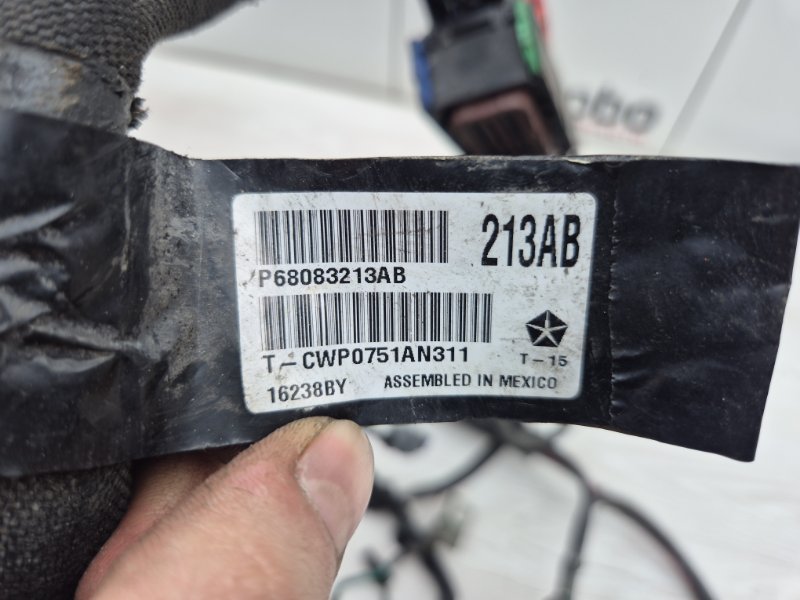 213AB
P68083213AB
T-CWP0751AN311
T-15
16238BY ASSEMBLED IN MEXICO